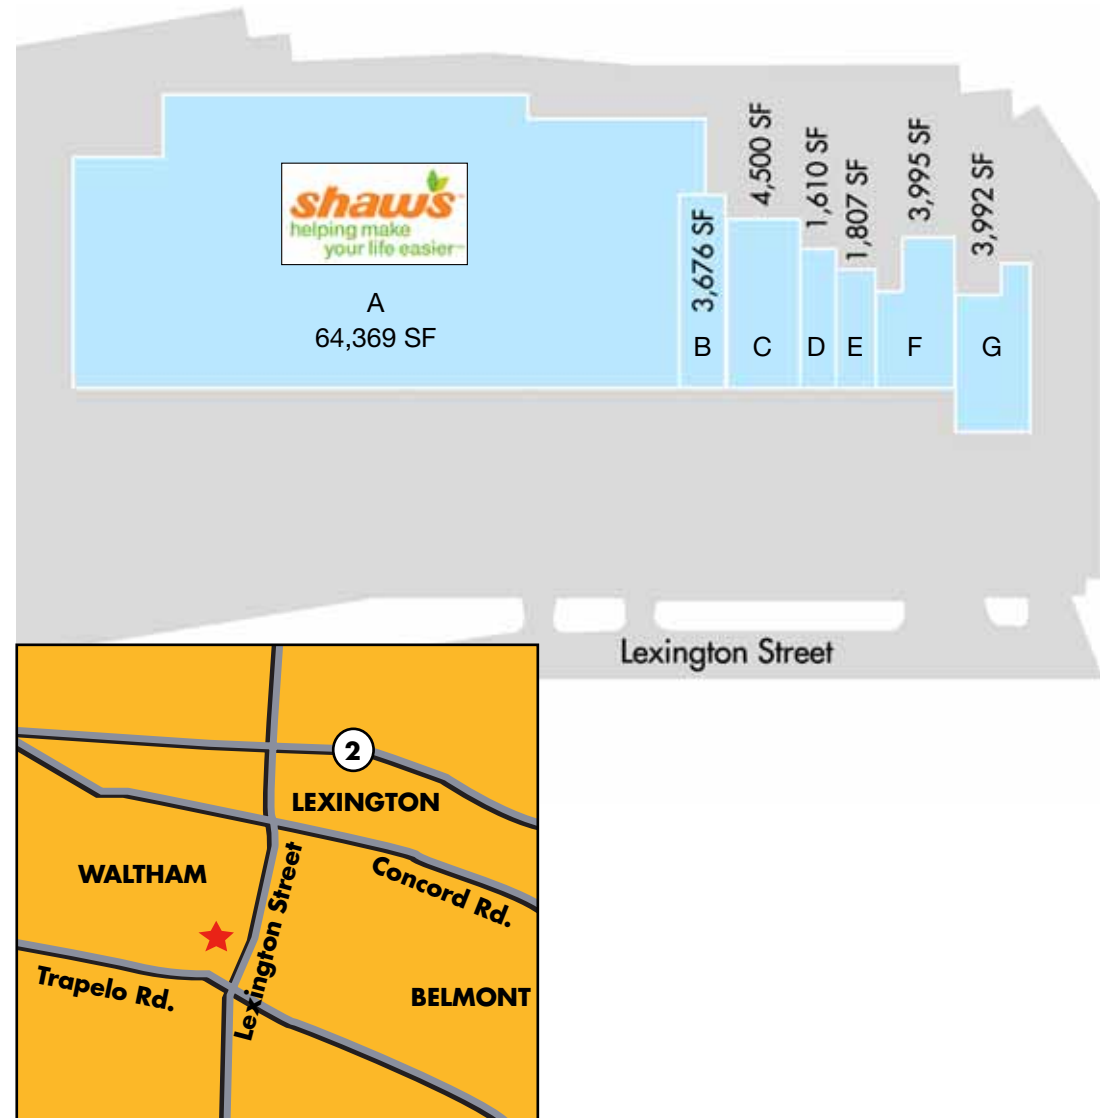 shaw's
helping make
your life easier
A
64,369 SF
3,676 SF
B
4,500 SF
C
1,610 SF
D
1,807 SF
E
3,995 SF
F
3,992 SF
G
Lexington Street
2
LEXINGTON
WALTHAM
Concord Rd.
Lexington Street
Trapelo Rd.
BELMONT